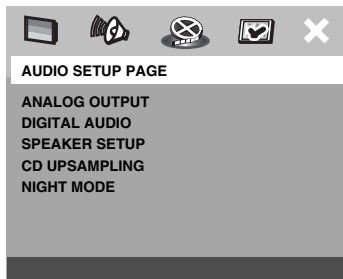 AUDIO SETUP PAGE
ANALOG OUTPUT
DIGITAL AUDIO
SPEAKER SETUP
CD UPSAMPLING
NIGHT MODE